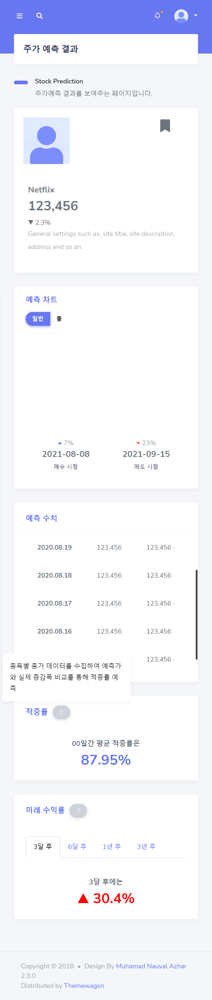 주가 예측 결과
Stock Prediction
주가예측 결과를 보여주는 페이지입니다.
Netflix
123,456
▼ 2.3%
General settings such as, site title, site description,
address and so on.
예측 차트
일반 봉
7% 23%
2021-08-08 2021-09-15
매수 시점 매도 시점
예측 수치
2020.08.19 123,456 123,456
2020.08.18 123,456 123,456
2020.08.17 123,456 123,456
2020.08.16 123,456 123,456
123,456
종목별 종가 데이터를 수집하여 예측가
와 실제 증감폭 비교를 통해 적중률 예
측
적중률 ?
00일간 평균 적중률은
87.95%
미래 수익률 ?
3달 후 6달 후 1년 후 3년 후
3달 후에는
▲ 30.4%
Copyright © 2018 • Design By Muhamad Nauval Azhar
2.3.0
Distributed by Themewagon